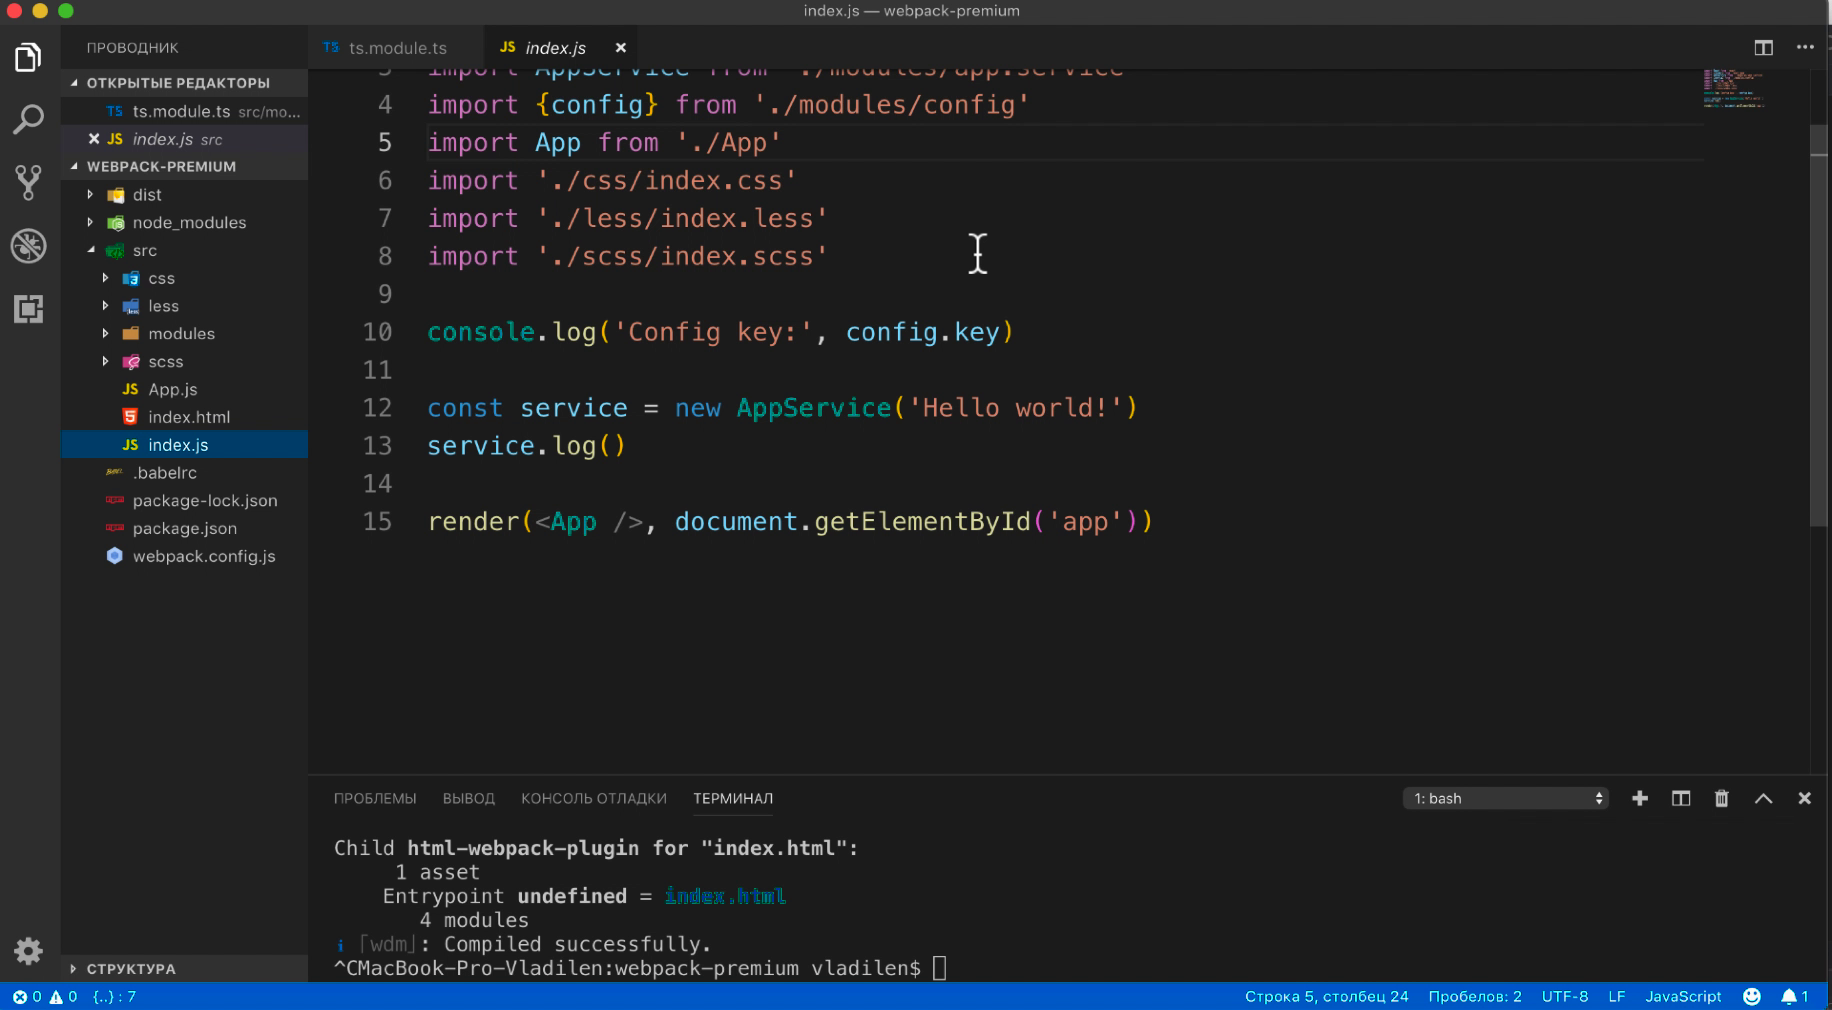 index.js — webpack-premium
ПРОВОДНИК
TS ts.module.ts
JS index.js ×
ОТКРЫТЫЕ РЕДАКТОРЫ
TS ts.module.ts src/mo...
× JS index.js src
WEBPACK-PREMIUM
dist
node_modules
src
css
less
modules
scss
JS App.js
index.html
JS index.js
.babelrc
package-lock.json
package.json
webpack.config.js
СТРУКТУРА
3 import AppService from './modules/app.service'
4 import {config} from './modules/config'
5 import App from './App'
6 import './css/index.css'
7 import './less/index.less'
8 import './scss/index.scss'
9
10 console.log('Config key:', config.key)
11
12 const service = new AppService('Hello world!')
13 service.log()
14
15 render(<App />, document.getElementById('app'))
ПРОБЛЕМЫ ВЫВОД КОНСОЛЬ ОТЛАДКИ ТЕРМИНАЛ 1: bash
Child html-webpack-plugin for "index.html":
1 asset
Entrypoint undefined = index.html
4 modules
i ｢wdm｣: Compiled successfully.
^CMacBook-Pro-Vladilen:webpack-premium vladilen$
0 0 {..} : 7 Строка 5, столбец 24 Пробелов: 2 UTF-8 LF JavaScript 1